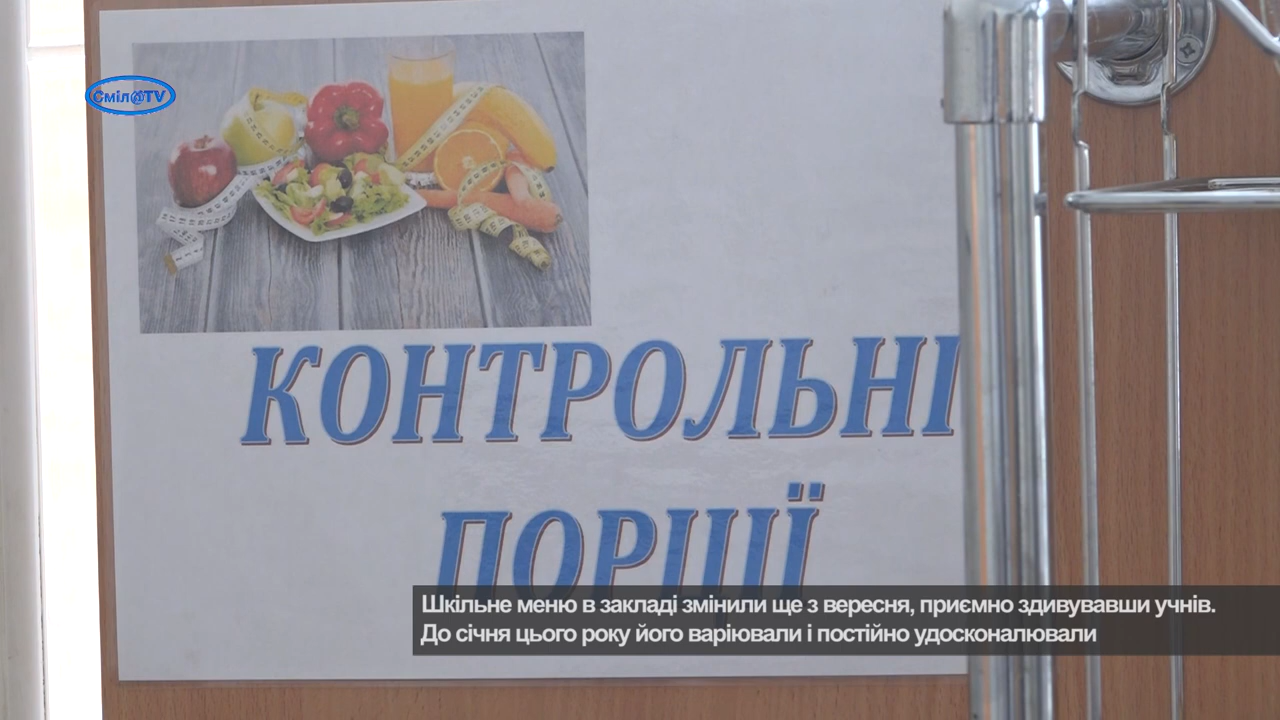 Сміл@TV
КОНТРОЛЬНІ
ПОРЦІЇ
Шкільне меню в закладі змінили ще з вересня, приємно здивувавши учнів.
До січня цього року його варіювали і постійно удосконалювали